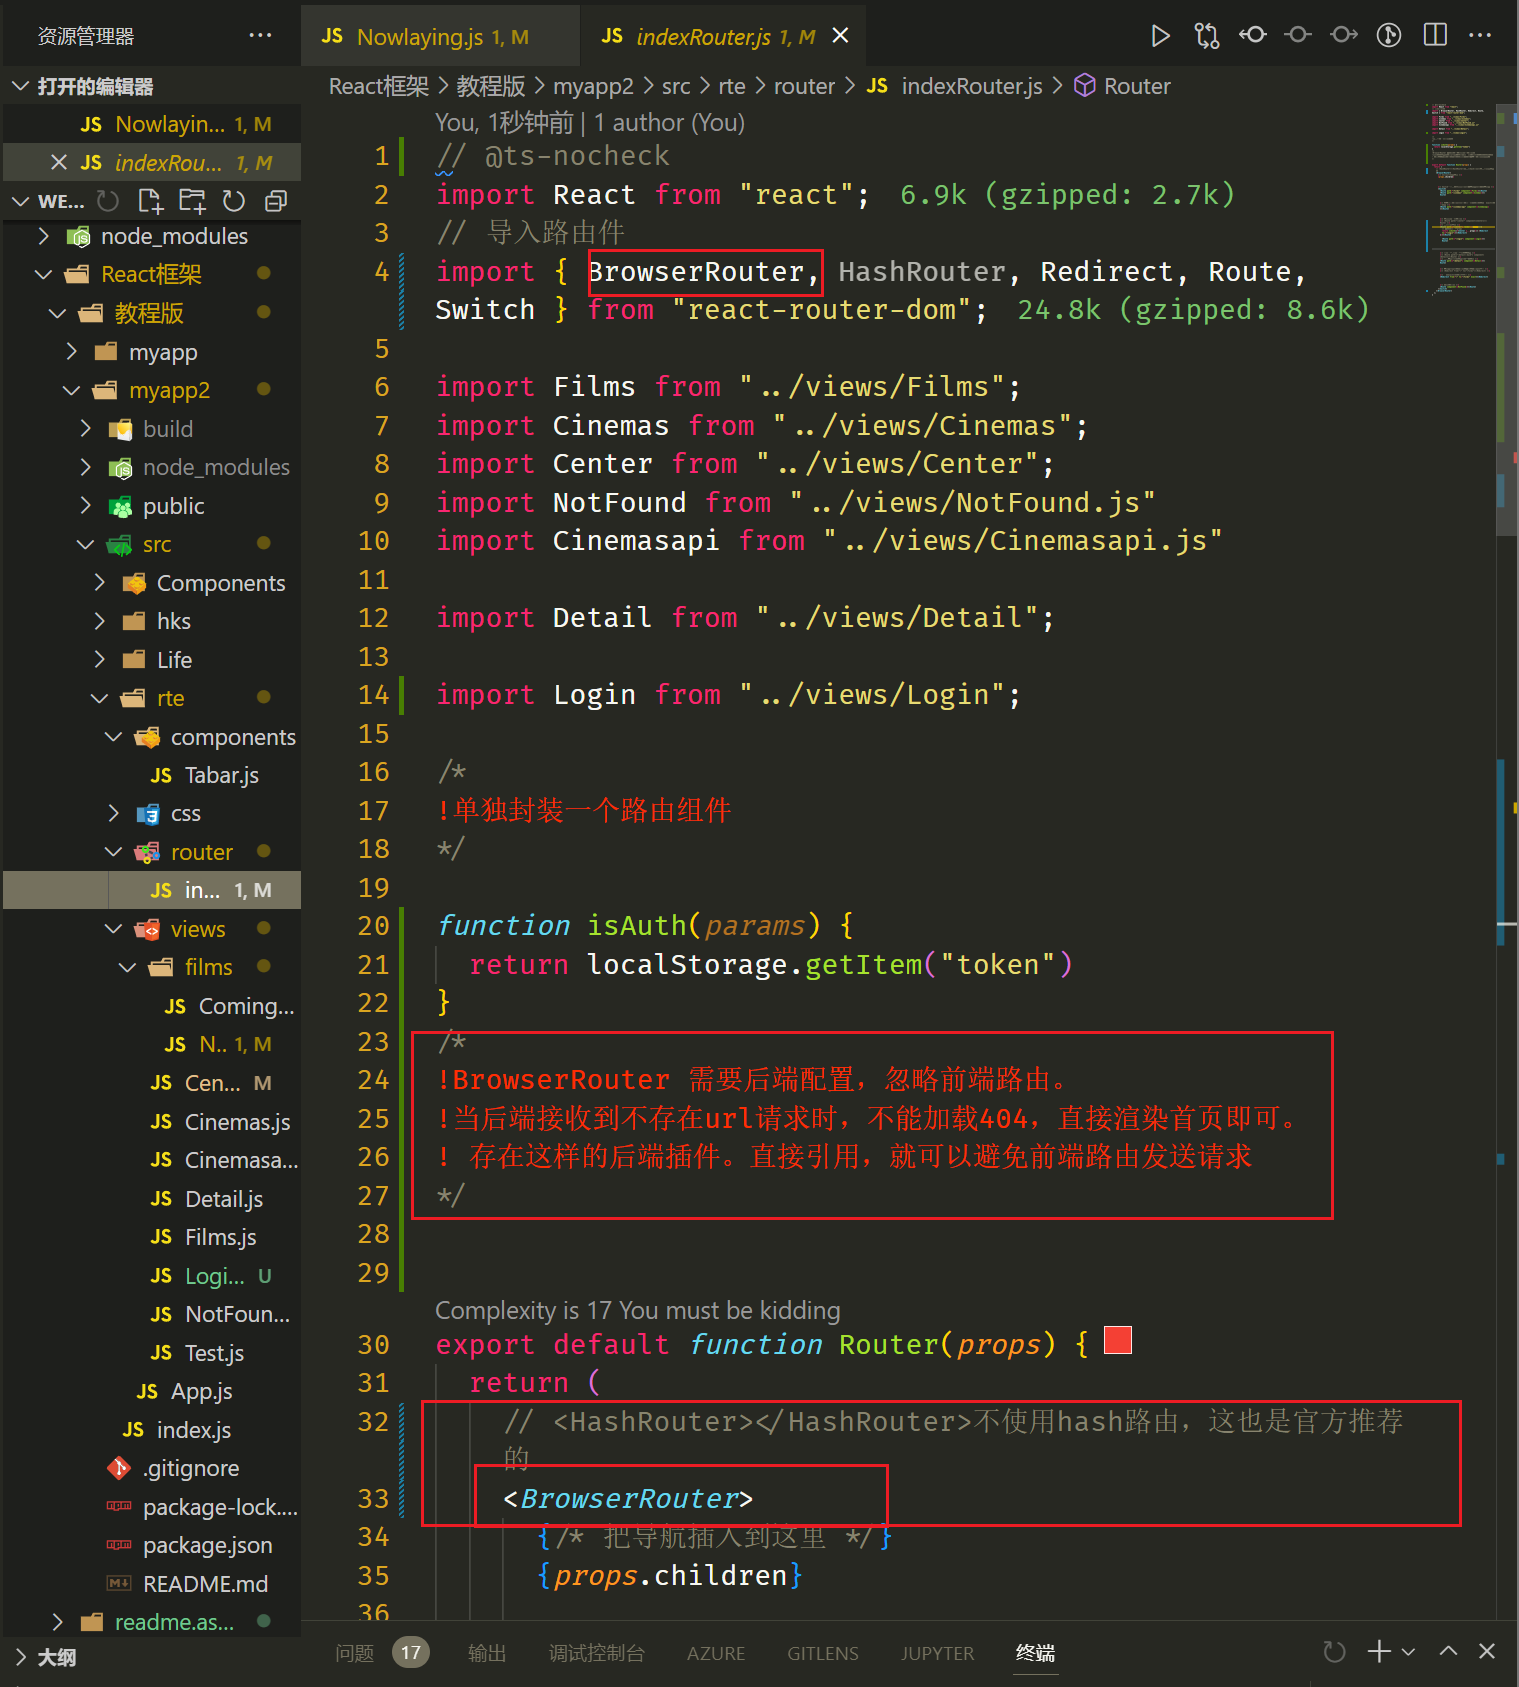 资源管理器 ···
打开的编辑器
JS Nowlayin... 1, M
JS indexRou... 1, M
WE...
node_modules
React框架
教程版
myapp
myapp2
build
node_modules
public
src
Components
hks
Life
rte
components
JS Tabar.js
css
router
JS in... 1, M
views
films
JS Coming...
JS N.. 1, M
JS Cen... M
JS Cinemas.js
JS Cinemasa...
JS Detail.js
JS Films.js
JS Logi... U
JS NotFoun...
JS Test.js
JS App.js
JS index.js
.gitignore
package-lock....
package.json
README.md
readme.as...
大纲
JS Nowlaying.js 1, M
JS indexRouter.js 1, M
React框架 > 教程版 > myapp2 > src > rte > router > JS indexRouter.js > Router
You, 1秒钟前 | 1 author (You)
1 // @ts-nocheck
2 import React from "react"; 6.9k (gzipped: 2.7k)
3 // 导入路由件
4 import { BrowserRouter, HashRouter, Redirect, Route,
Switch } from "react-router-dom"; 24.8k (gzipped: 8.6k)
5
6 import Films from "../views/Films";
7 import Cinemas from "../views/Cinemas";
8 import Center from "../views/Center";
9 import NotFound from "../views/NotFound.js"
10 import Cinemasapi from "../views/Cinemasapi.js"
11
12 import Detail from "../views/Detail";
13
14 import Login from "../views/Login";
15
16 /*
17 !单独封装一个路由组件
18 */
19
20 function isAuth(params) {
21 return localStorage.getItem("token")
22 }
23 /*
24 !BrowserRouter 需要后端配置，忽略前端路由。
25 !当后端接收到不存在url请求时，不能加载404，直接渲染首页即可。
26 ! 存在这样的后端插件。直接引用，就可以避免前端路由发送请求
27 */
28
29
Complexity is 17 You must be kidding
30 export default function Router(props) {
31 return (
32 // <HashRouter></HashRouter>不使用hash路由，这也是官方推荐
的
33 <BrowserRouter>
34 {/* 把导航插入到这里 */}
35 {props.children}
36
问题 17 输出 调试控制台 AZURE GITLENS JUPYTER 终端